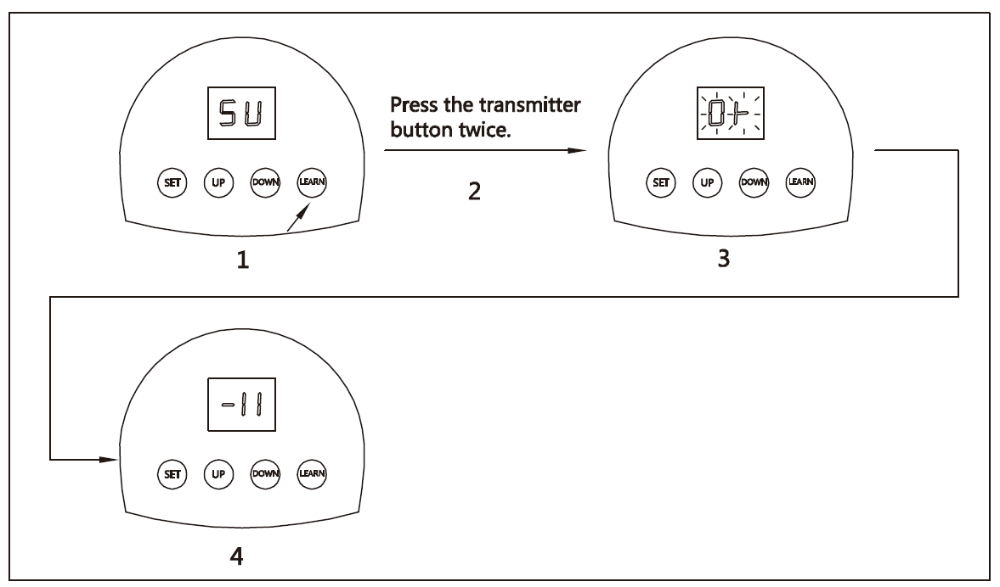 SU
SET UP DOWN LEARN
1
Press the transmitter
button twice.
2
SET UP DOWN LEARN
3
-11
SET UP DOWN LEARN
4